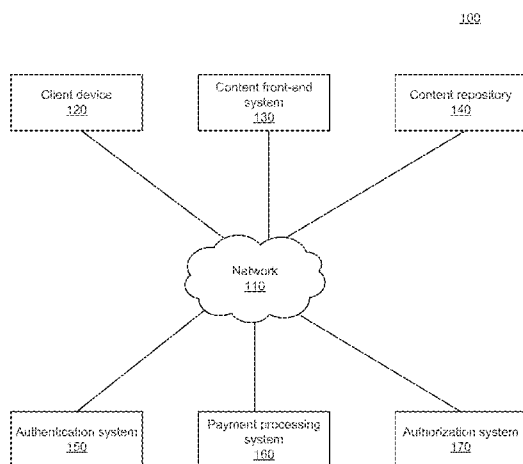 100
Client device
120
Content front-end
system
130
Content repository
140
Network
110
Authentication system
150
Payment processing
system
160
Authorization system
170